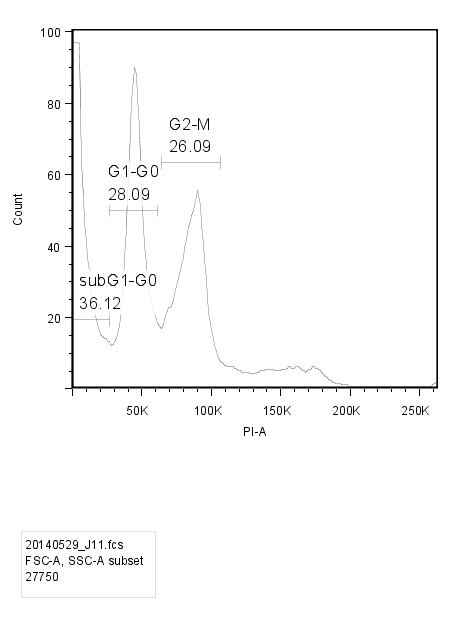 100
80
60
40
20
Count
G2-M
26.09
G1-G0
28.09
subG1-G0
36.12
50K 100K 150K 200K 250K
PI-A
20140529_J11.fcs
FSC-A, SSC-A subset
27750